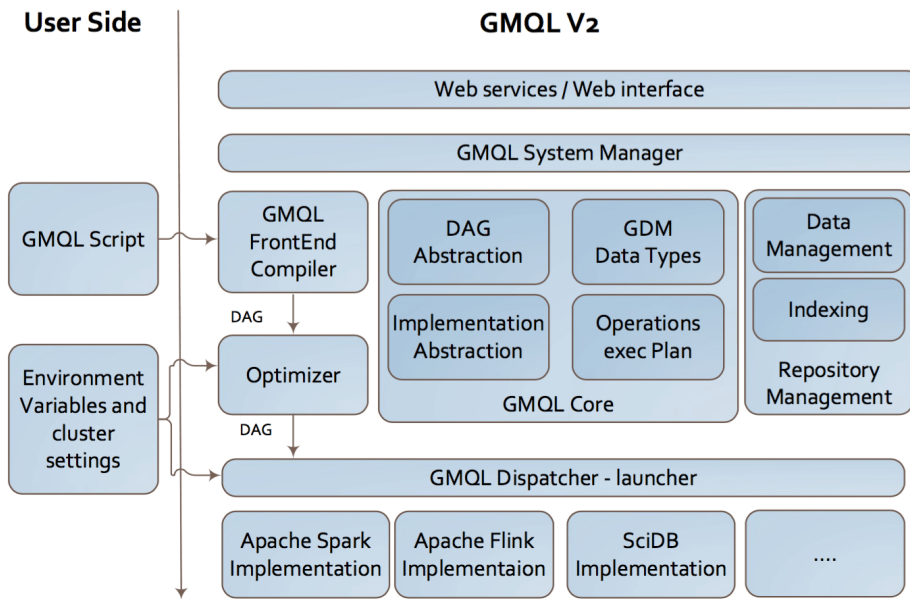 User Side
GMQL V2
Web services / Web interface
GMQL System Manager
GMQL Script
GMQL
FrontEnd
Compiler
DAG
Abstraction
GDM
Data Types
Data
Management
Implementation
Abstraction
Operations
exec Plan
Indexing
GMQL Core
Repository
Management
DAG
Environment
Variables and
cluster
settings
Optimizer
DAG
GMQL Dispatcher - launcher
Apache Spark
Implementation
Apache Flink
Implementaion
SciDB
Implementation
....